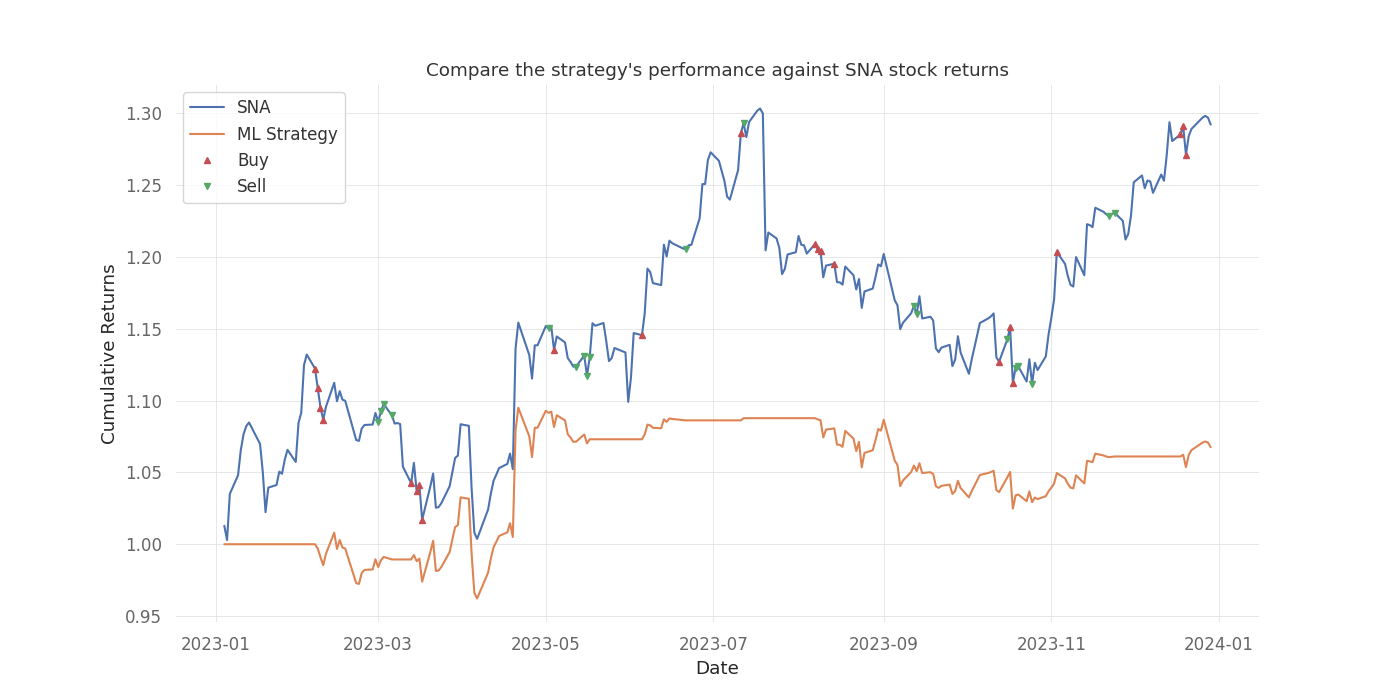 Compare the strategy's performance against SNA stock returns
SNA
ML Strategy
Buy
Sell
Cumulative Returns
1.30
1.25
1.20
1.15
1.10
1.05
1.00
0.95
2023-01
2023-03
2023-05
2023-07
2023-09
2023-11
2024-01
Date